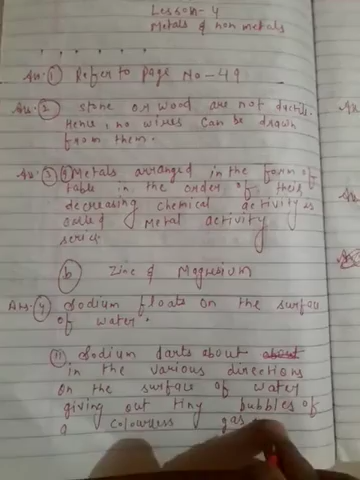 Lesson - 4
Metals & non metals
Ans. 1 Refer to page No - 49
Ans. 2 stone or wood are not ductile.
Hence, no wires can be drawn
from them.
Ans. 3 a Metals arranged in the form of
table in the order of their
decreasing chemical activity is
called metal activity
series.
b Zinc & Magnesium
Ans. 4 Sodium floats on the surface
of water.
II Sodium darts about
in the various directions
on the surface of water
giving out tiny bubbles of
a colourless gas